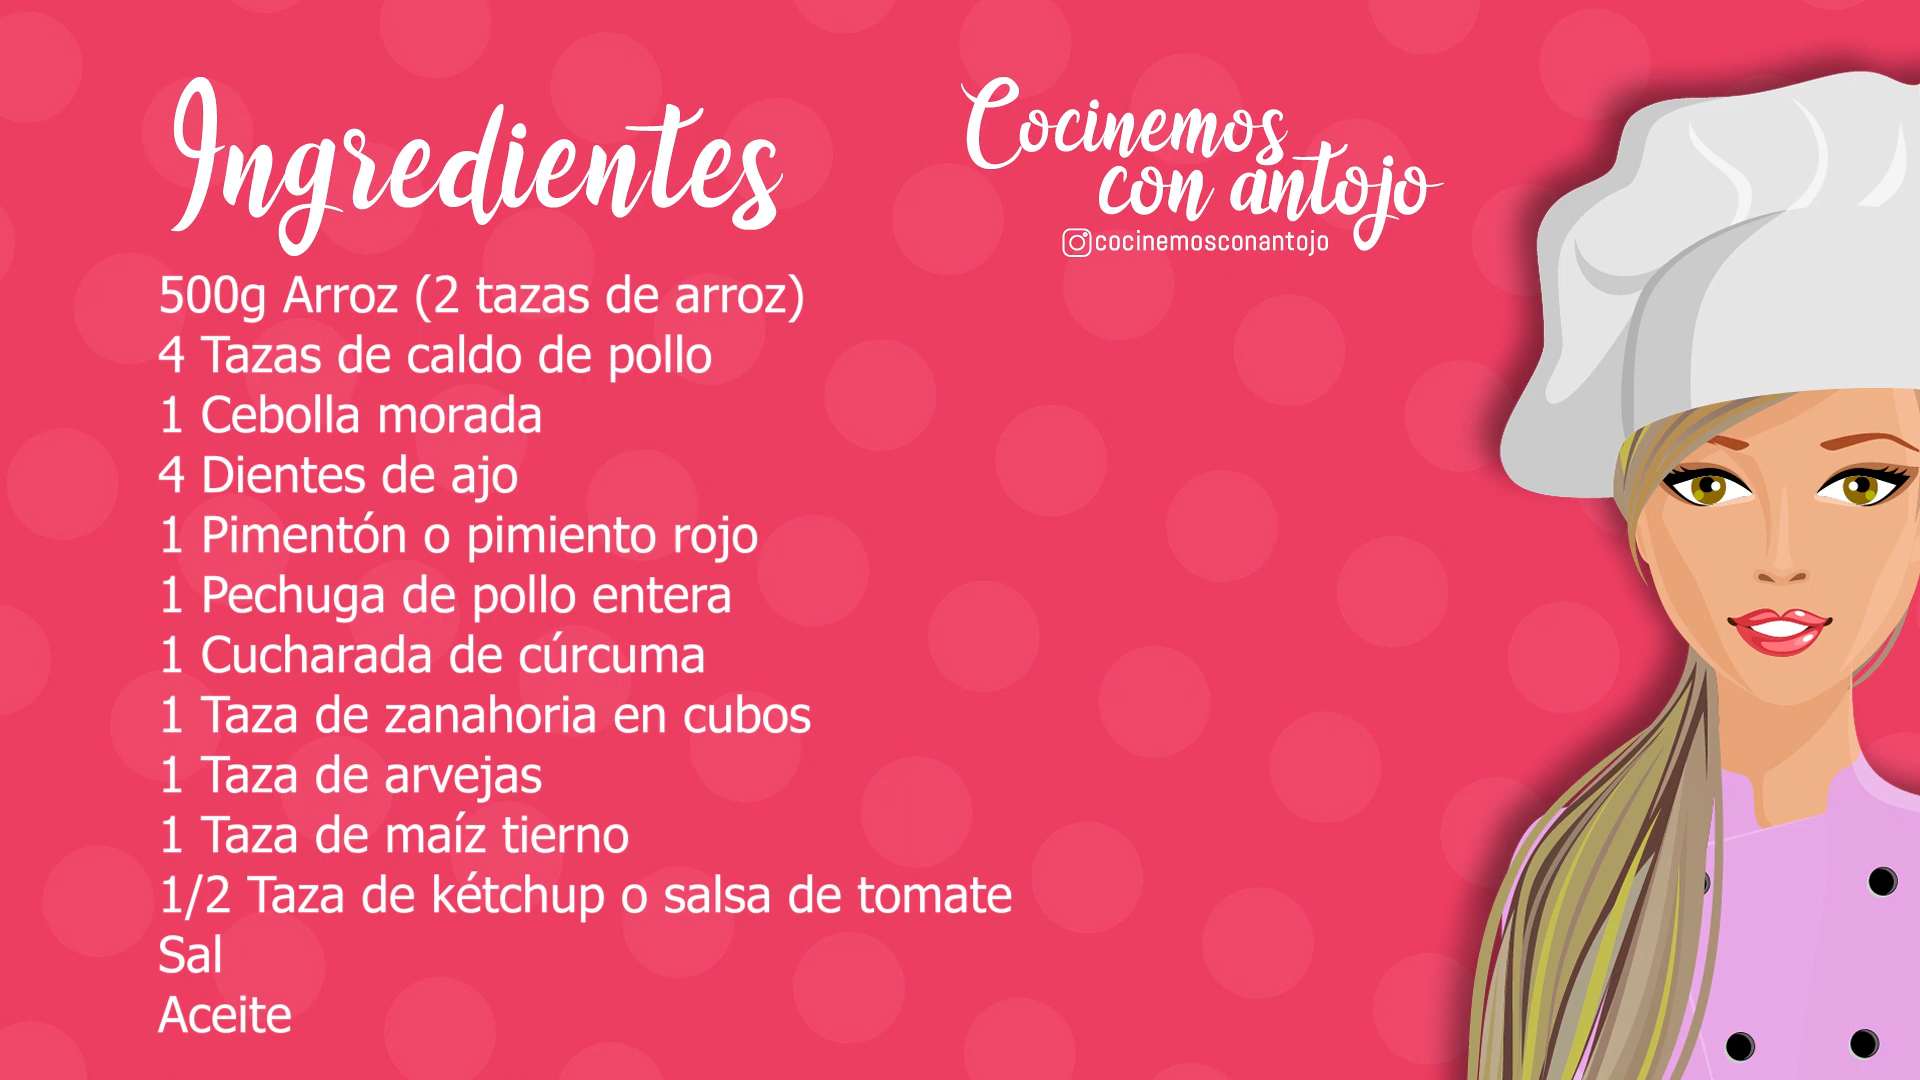 Ingredientes
Cocinemos
con antojo
cocinemosconantojo
500g Arroz (2 tazas de arroz)
4 Tazas de caldo de pollo
1 Cebolla morada
4 Dientes de ajo
1 Pimentón o pimiento rojo
1 Pechuga de pollo entera
1 Cucharada de cúrcuma
1 Taza de zanahoria en cubos
1 Taza de arvejas
1 Taza de maíz tierno
1/2 Taza de kétchup o salsa de tomate
Sal
Aceite